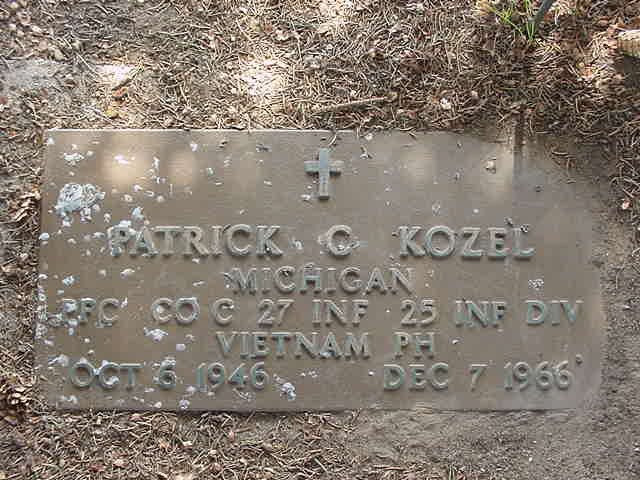 PATRICK C KOZEL
MICHIGAN
PFC CO C 27 INF 25 INF DIV
VIETNAM PH
OCT 6 1946 DEC 7 1966